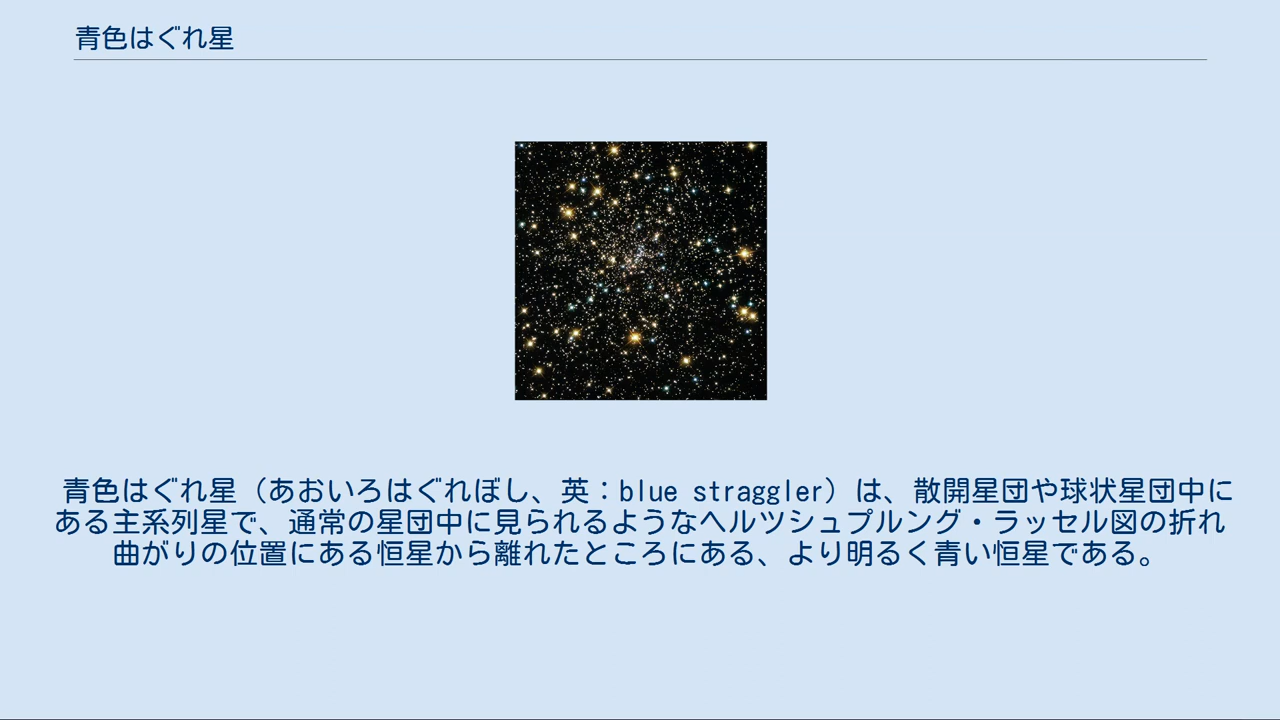 青色はぐれ星
青色はぐれ星（あおいろはぐれぼし、英：blue straggler）は、散開星団や球状星団中に
ある主系列星で、通常の星団中に見られるようなヘルツシュプルング・ラッセル図の折れ
曲がりの位置にある恒星から離れたところにある、より明るく青い恒星である。